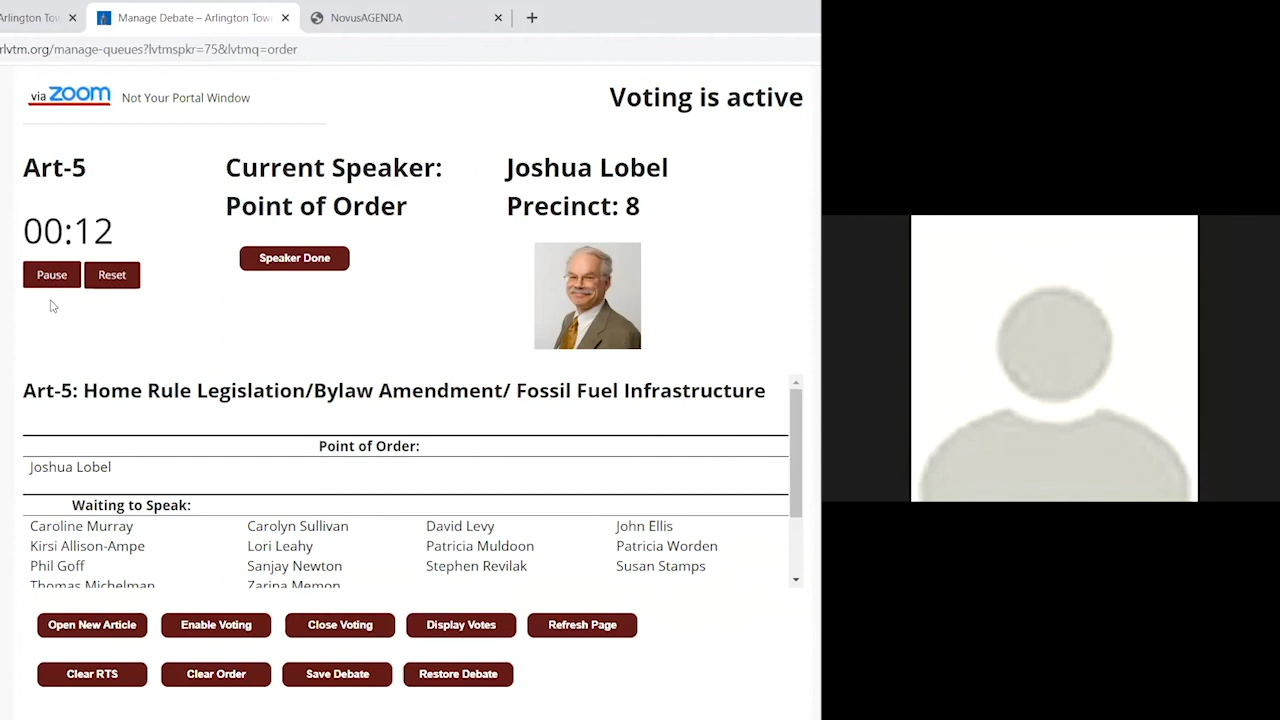 Arlington Tow
Manage Debate – Arlington Tow
NovusAGENDA
rlvtm.org/manage-queues?lvtmspkr=75&lvtmq=order
via zoom Not Your Portal Window
Voting is active
Art-5
Current Speaker:
Joshua Lobel
Point of Order
Precinct: 8
00:12
Pause
Reset
Speaker Done
Art-5: Home Rule Legislation/Bylaw Amendment/ Fossil Fuel Infrastructure
Point of Order:
Joshua Lobel
Waiting to Speak:
Caroline Murray Carolyn Sullivan David Levy John Ellis
Kirsi Allison-Ampe Lori Leahy Patricia Muldoon Patricia Worden
Phil Goff Sanjay Newton Stephen Revilak Susan Stamps
Thomas Michelman Zarina Memon
Open New Article Enable Voting Close Voting Display Votes Refresh Page
Clear RTS Clear Order Save Debate Restore Debate